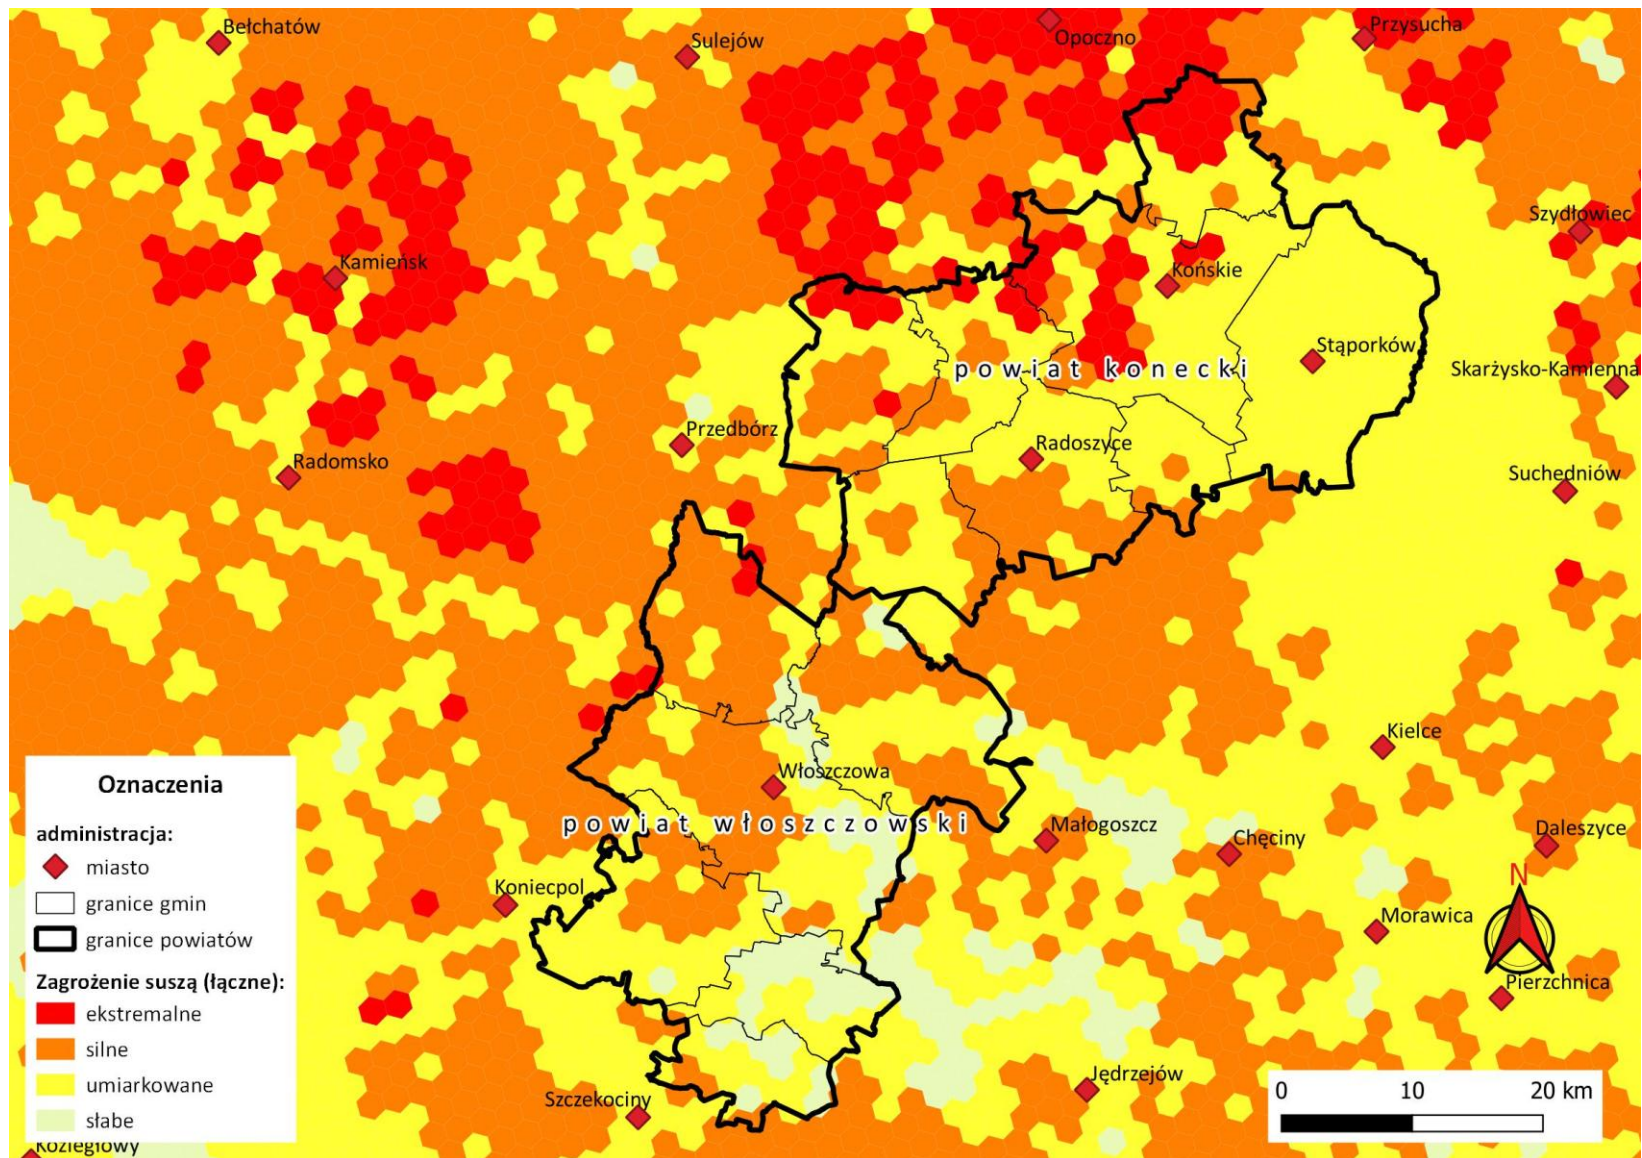 Bełchatów
Sulejów
Opoczno
Przysucha
Szydłowiec
Kamieńsk
Końskie
Stąporków
powiat konecki
Skarżysko-Kamienna
Przedbórz
Radoszyce
Radomsko
Suchedniów
Kielce
Włoszczowa
powiat włoszczowski
Małogoszcz
Chęciny
Daleszyce
Koniecpol
Morawica
N
Pierzchnica
Jędrzejów
Szczekociny
Koziegłowy
Oznaczenia
administracja:
miasto
granice gmin
granice powiatów
Zagrożenie suszą (łączne):
ekstremalne
silne
umiarkowane
słabe
0 10 20 km